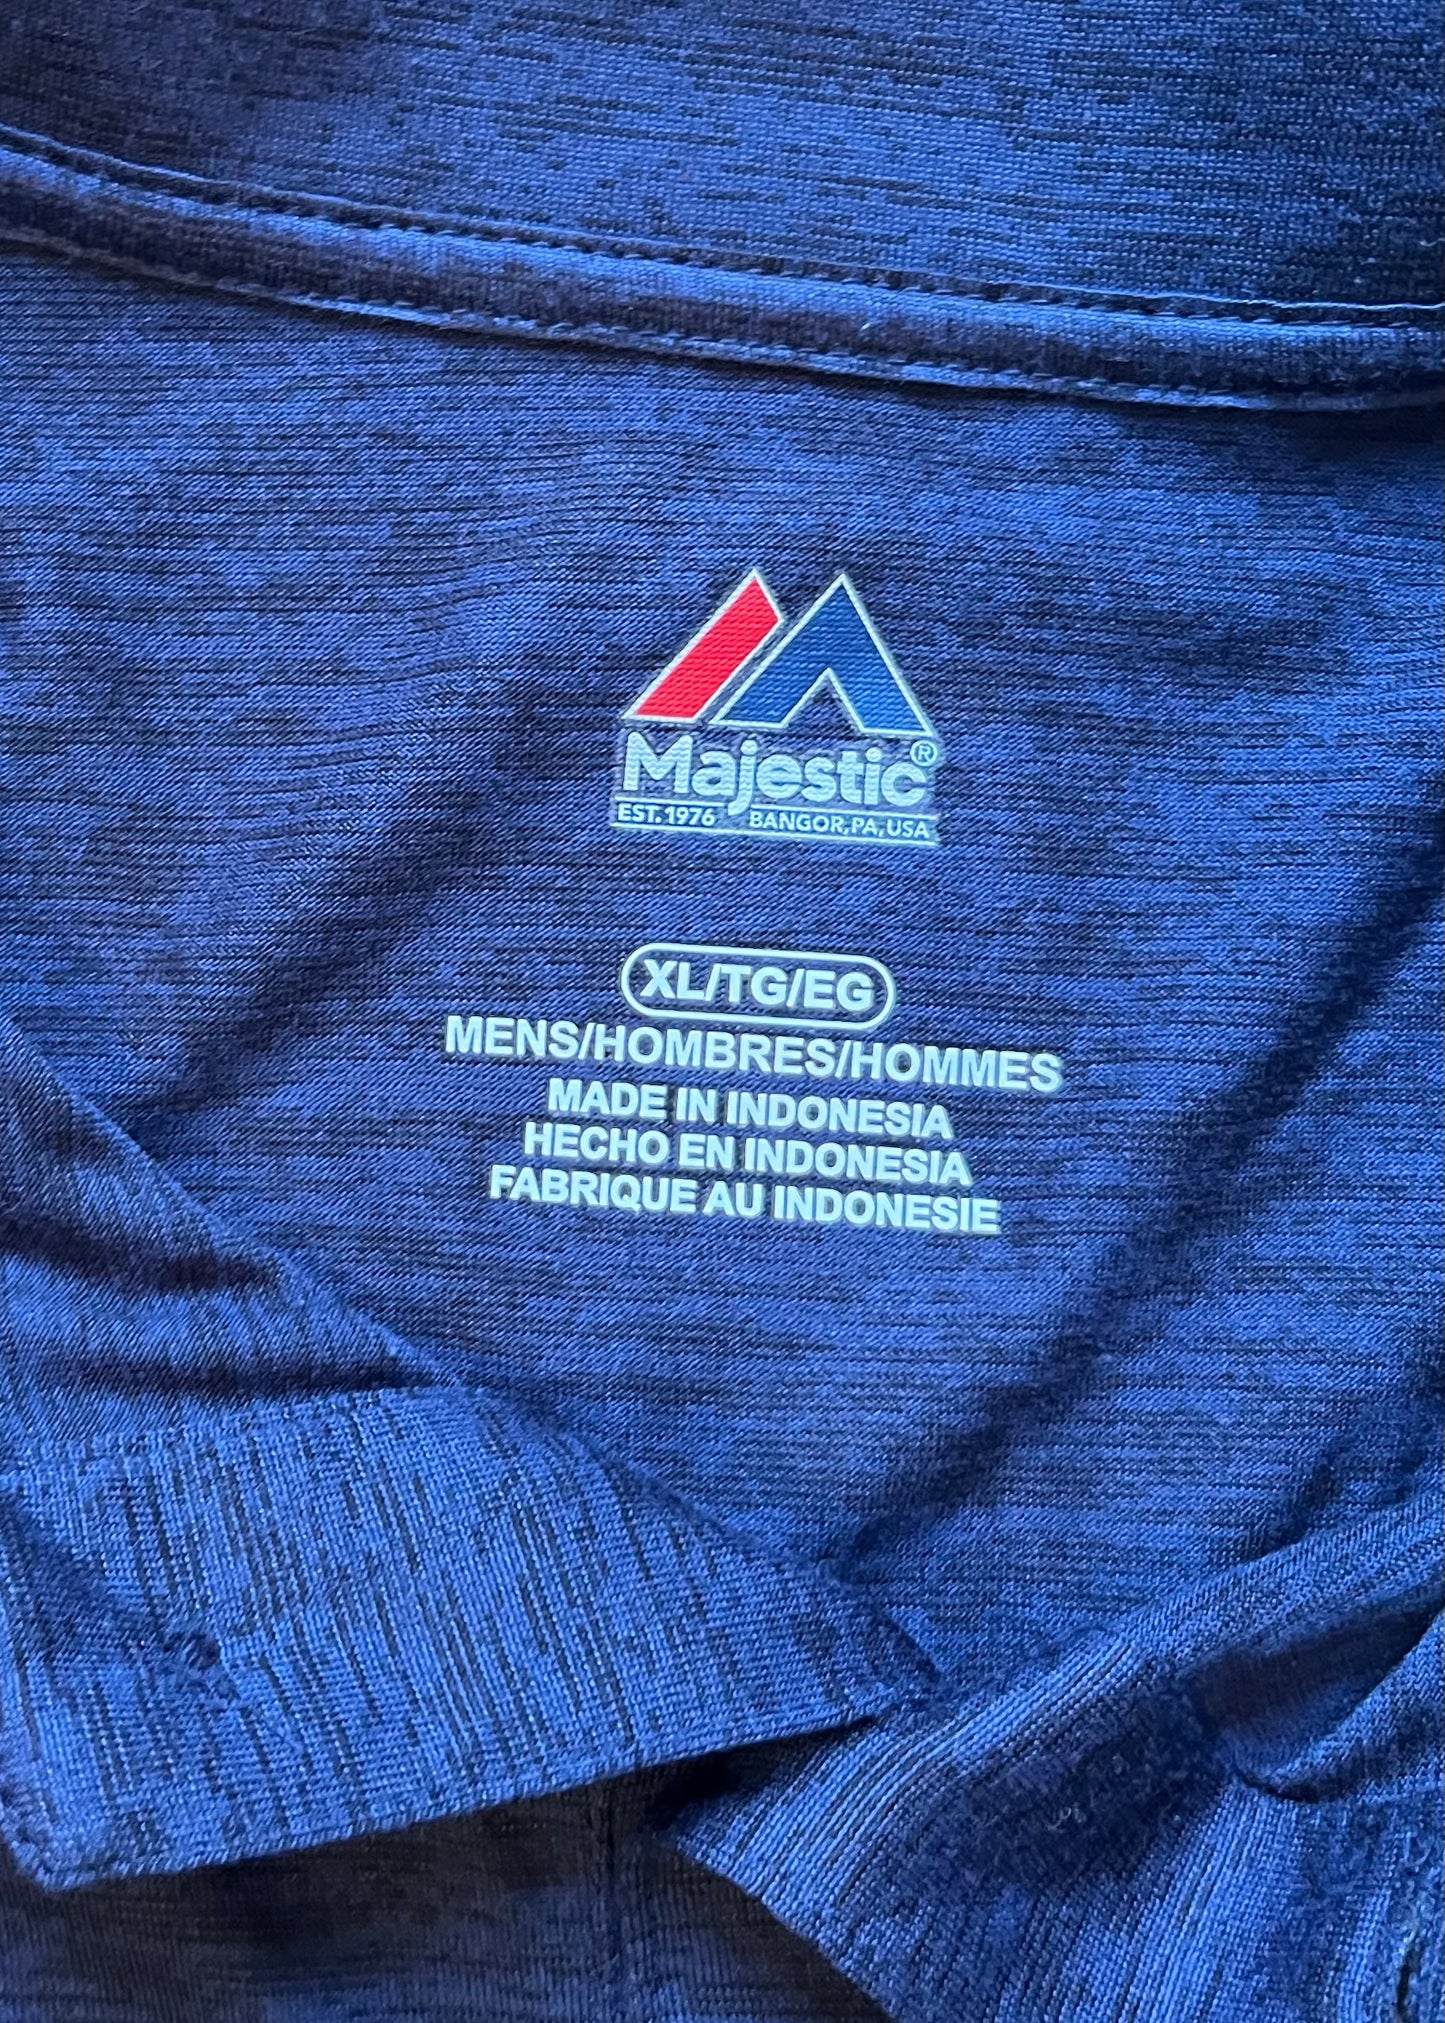 Majestic®
EST. 1976 BANGOR, PA, USA
XL/TG/EG
MENS/HOMBRES/HOMMES
MADE IN INDONESIA
HECHO EN INDONESIA
FABRIQUE AU INDONESIE